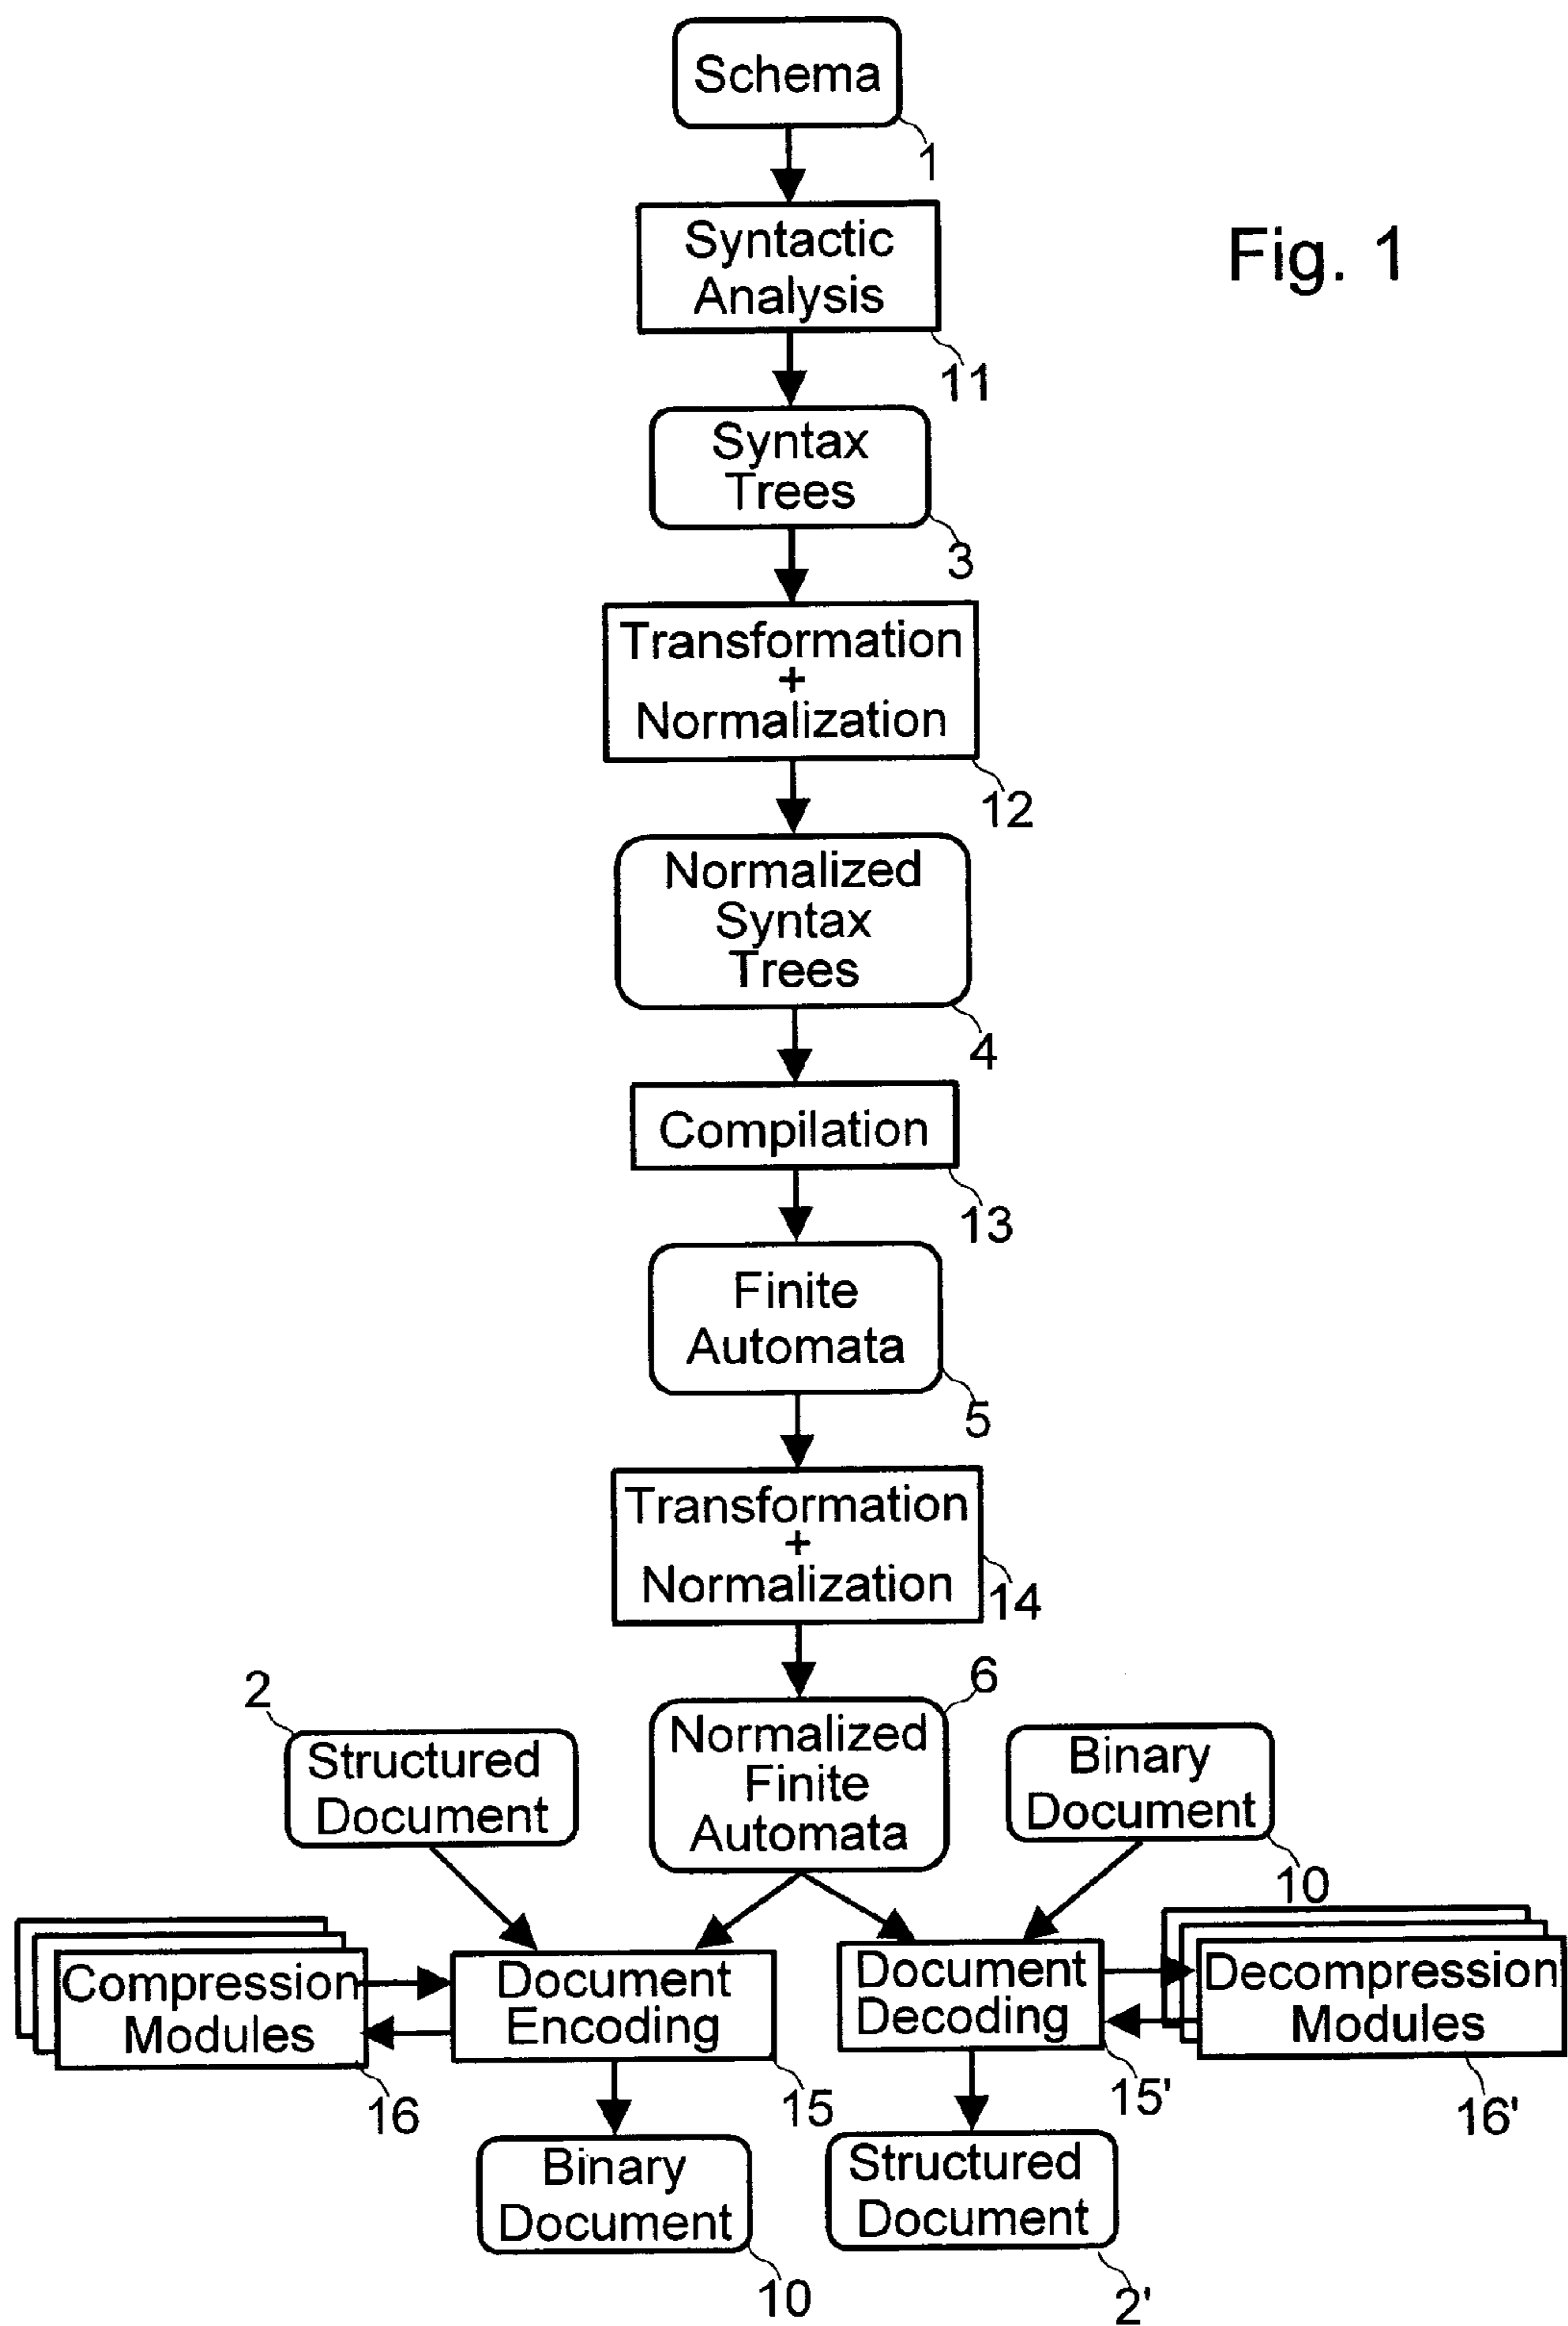 Schema
1
Syntactic
Analysis
Fig. 1
11
Syntax
Trees
3
Transformation
+
Normalization
12
Normalized
Syntax
Trees
4
Compilation
13
Finite
Automata
5
Transformation
+
Normalization
14
2
Structured
Document
6
Normalized
Finite
Automata
Binary
Document
10
Compression
Modules
16
Document
Encoding
15
Document
Decoding
15'
Decompression
Modules
16'
Binary
Document
10
Structured
Document
2'